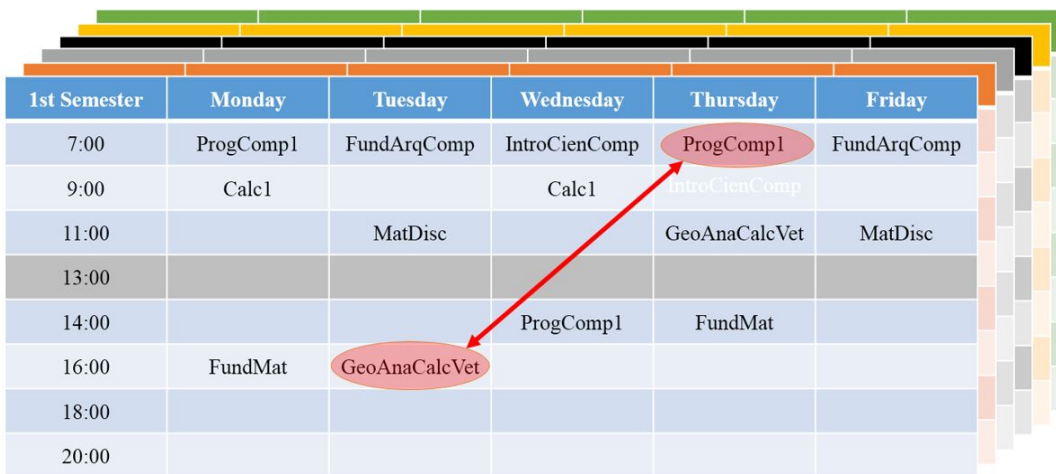 1st Semester Monday Tuesday Wednesday Thursday Friday
7:00 ProgComp1 FundArqComp IntroCienComp ProgComp1 FundArqComp
9:00 Calc1 Calc1 IntroCienComp
11:00 MatDisc GeoAnaCalcVet MatDisc
13:00
14:00 ProgComp1 FundMat
16:00 FundMat GeoAnaCalcVet
18:00
20:00